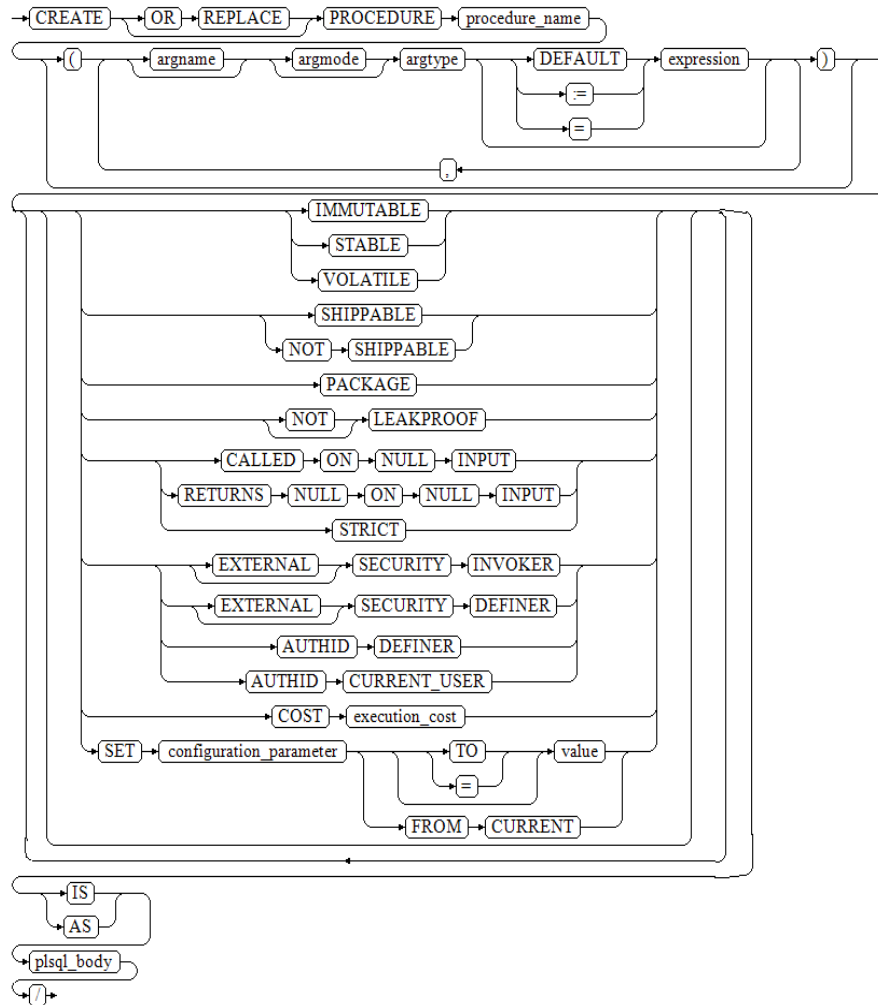 CREATE OR REPLACE PROCEDURE procedure_name
( argname argmode argtype DEFAULT expression )
:=
=
,
IMMUTABLE
STABLE
VOLATILE
SHIPPABLE
NOT SHIPPABLE
PACKAGE
NOT LEAKPROOF
CALLED ON NULL INPUT
RETURNS NULL ON NULL INPUT
STRICT
EXTERNAL SECURITY INVOKER
EXTERNAL SECURITY DEFINER
AUTHID DEFINER
AUTHID CURRENT_USER
COST execution_cost
SET configuration_parameter TO value
=
FROM CURRENT
IS
AS
plsql_body
/